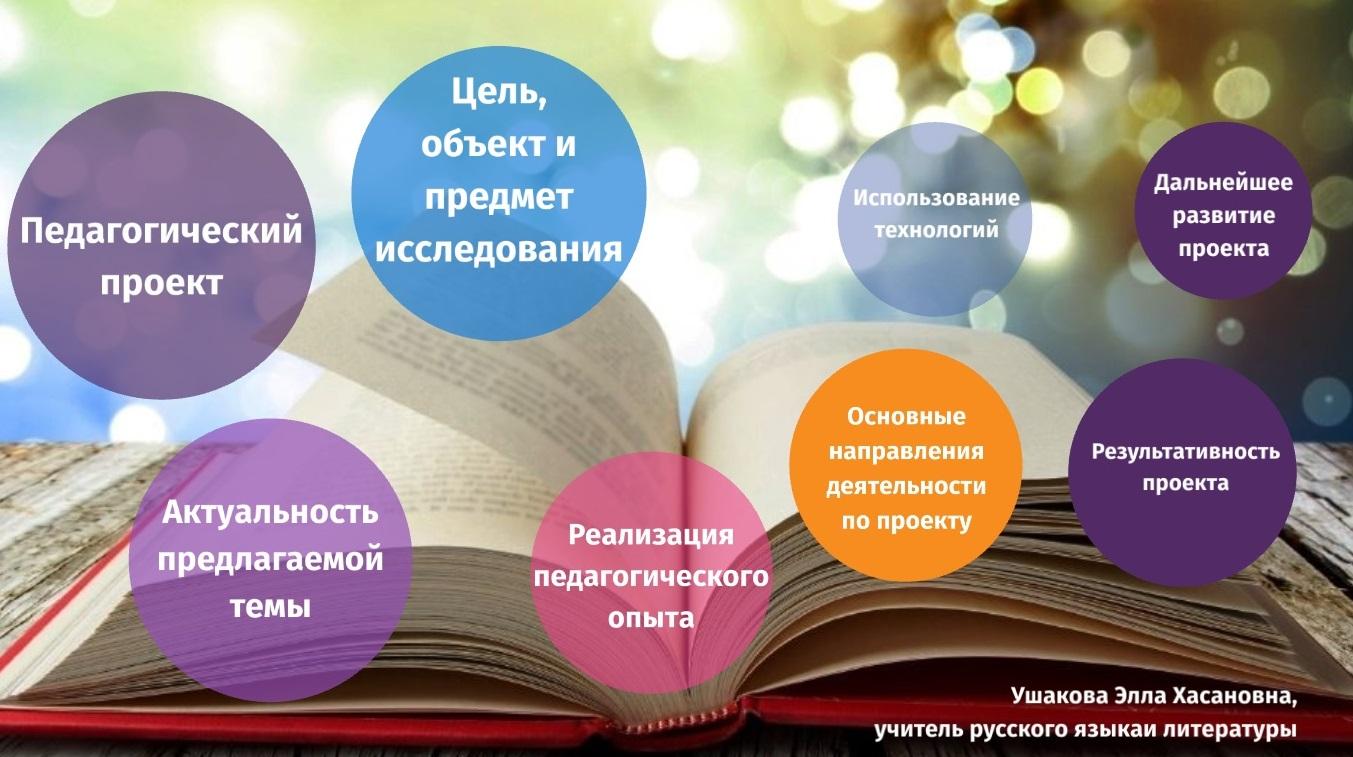 Педагогический
проект
Цель,
объект и
предмет
исследования
Использование
технологий
Дальнейшее
развитие
проекта
Актуальность
предлагаемой
темы
Реализация
педагогического
опыта
Основные
направления
деятельности
по проекту
Результативность
проекта
Ушакова Элла Хасановна,
учитель русского языкаи литературы